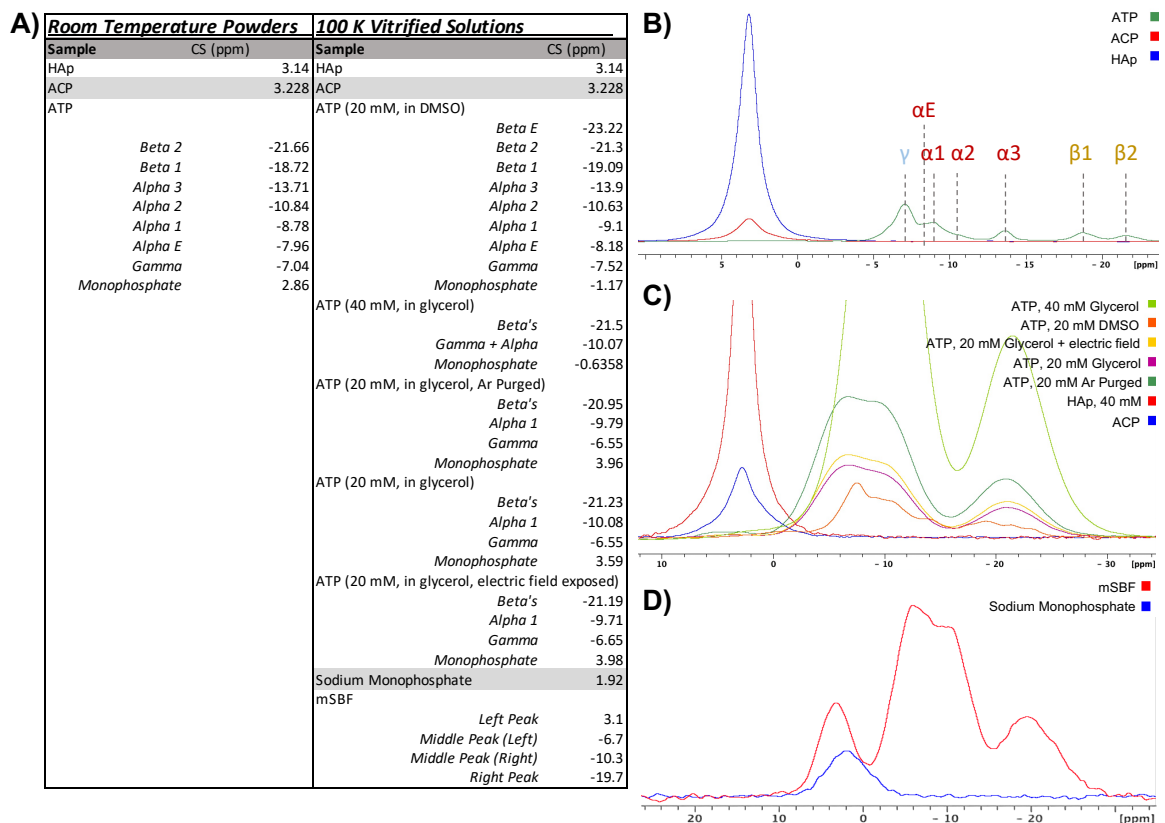 A)
Room Temperature Powders 100 K Vitrified Solutions
Sample CS (ppm) Sample CS (ppm)
HAp 3.14 HAp 3.14
ACP 3.228 ACP 3.228
ATP ATP (20 mM, in DMSO)
Beta E -23.22
Beta 2 -21.66 Beta 2 -21.3
Beta 1 -18.72 Beta 1 -19.09
Alpha 3 -13.71 Alpha 3 -13.9
Alpha 2 -10.84 Alpha 2 -10.63
Alpha 1 -8.78 Alpha 1 -9.1
Alpha E -7.96 Alpha E -8.18
Gamma -7.04 Gamma -7.52
Monophosphate 2.86 Monophosphate -1.17
ATP (40 mM, in glycerol)
Beta's -21.5
Gamma + Alpha -10.07
Monophosphate -0.6358
ATP (20 mM, in glycerol, Ar Purged)
Beta's -20.95
Alpha 1 -9.79
Gamma -6.55
Monophosphate 3.96
ATP (20 mM, in glycerol)
Beta's -21.23
Alpha 1 -10.08
Gamma -6.55
Monophosphate 3.59
ATP (20 mM, in glycerol, electric field exposed)
Beta's -21.19
Alpha 1 -9.71
Gamma -6.65
Monophosphate 3.98
Sodium Monophosphate 1.92
mSBF
Left Peak 3.1
Middle Peak (Left) -6.7
Middle Peak (Right) -10.3
Right Peak -19.7
B)
ATP
ACP
HAp
αE
γ α1 α2 α3 β1 β2
5 0 - 5 - 10 - 15 - 20 [ppm]
C)
ATP, 40 mM Glycerol
ATP, 20 mM DMSO
ATP, 20 mM Glycerol + electric field
ATP, 20 mM Glycerol
ATP, 20 mM Ar Purged
HAp, 40 mM
ACP
10 0 - 10 - 20 - 30 [ppm]
D)
mSBF
Sodium Monophosphate
20 10 0 - 10 - 20 [ppm]